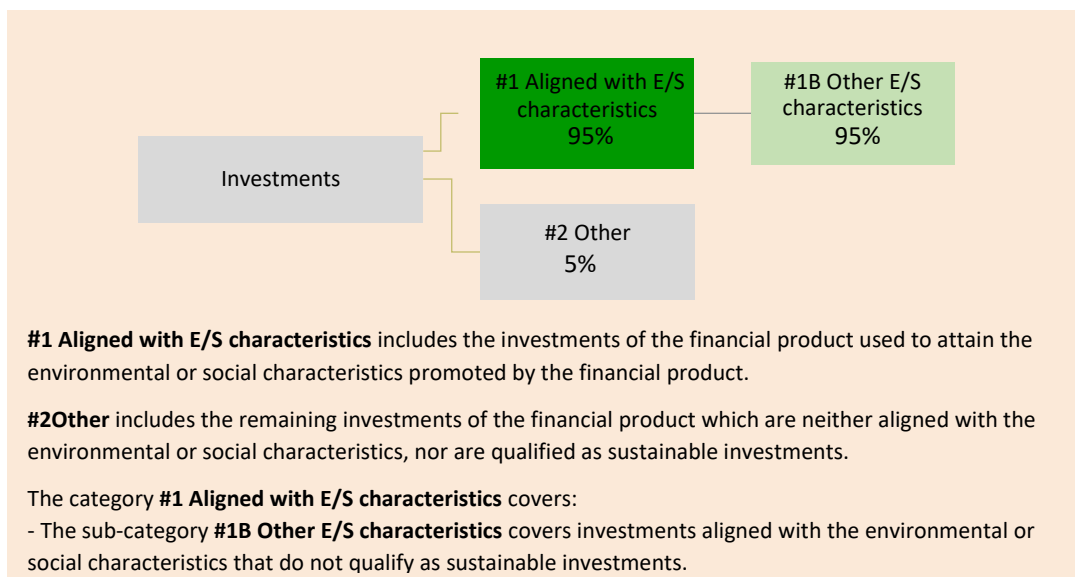 #1 Aligned with E/S
characteristics
95%
#1B Other E/S
characteristics
95%
Investments
#2 Other
5%
#1 Aligned with E/S characteristics includes the investments of the financial product used to attain the
environmental or social characteristics promoted by the financial product.
#2Other includes the remaining investments of the financial product which are neither aligned with the
environmental or social characteristics, nor are qualified as sustainable investments.
The category #1 Aligned with E/S characteristics covers:
- The sub-category #1B Other E/S characteristics covers investments aligned with the environmental or
social characteristics that do not qualify as sustainable investments.